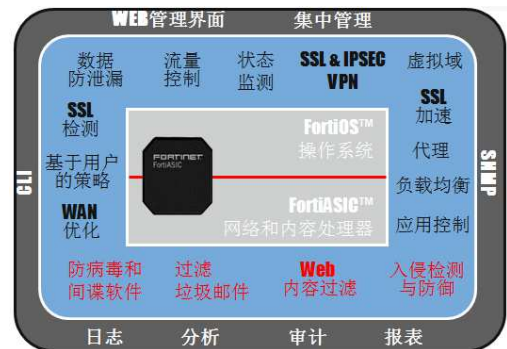 WEB管理界面 集中管理
数据 流量 状态 SSL & IPSEC 虚拟域
防泄漏 控制 监测 VPN
SSL SSL
检测 加速
FortiOS™
操作系统
FORTINET
FortiASIC
基于用户 代理
的策略 负载均衡
CLI
SNMP
WAN
优化 应用控制
FortiASIC™
网络和内容处理器
防病毒和 过滤 Web 入侵检测
间谍软件 垃圾邮件 内容过滤 与防御
日志 分析 审计 报表